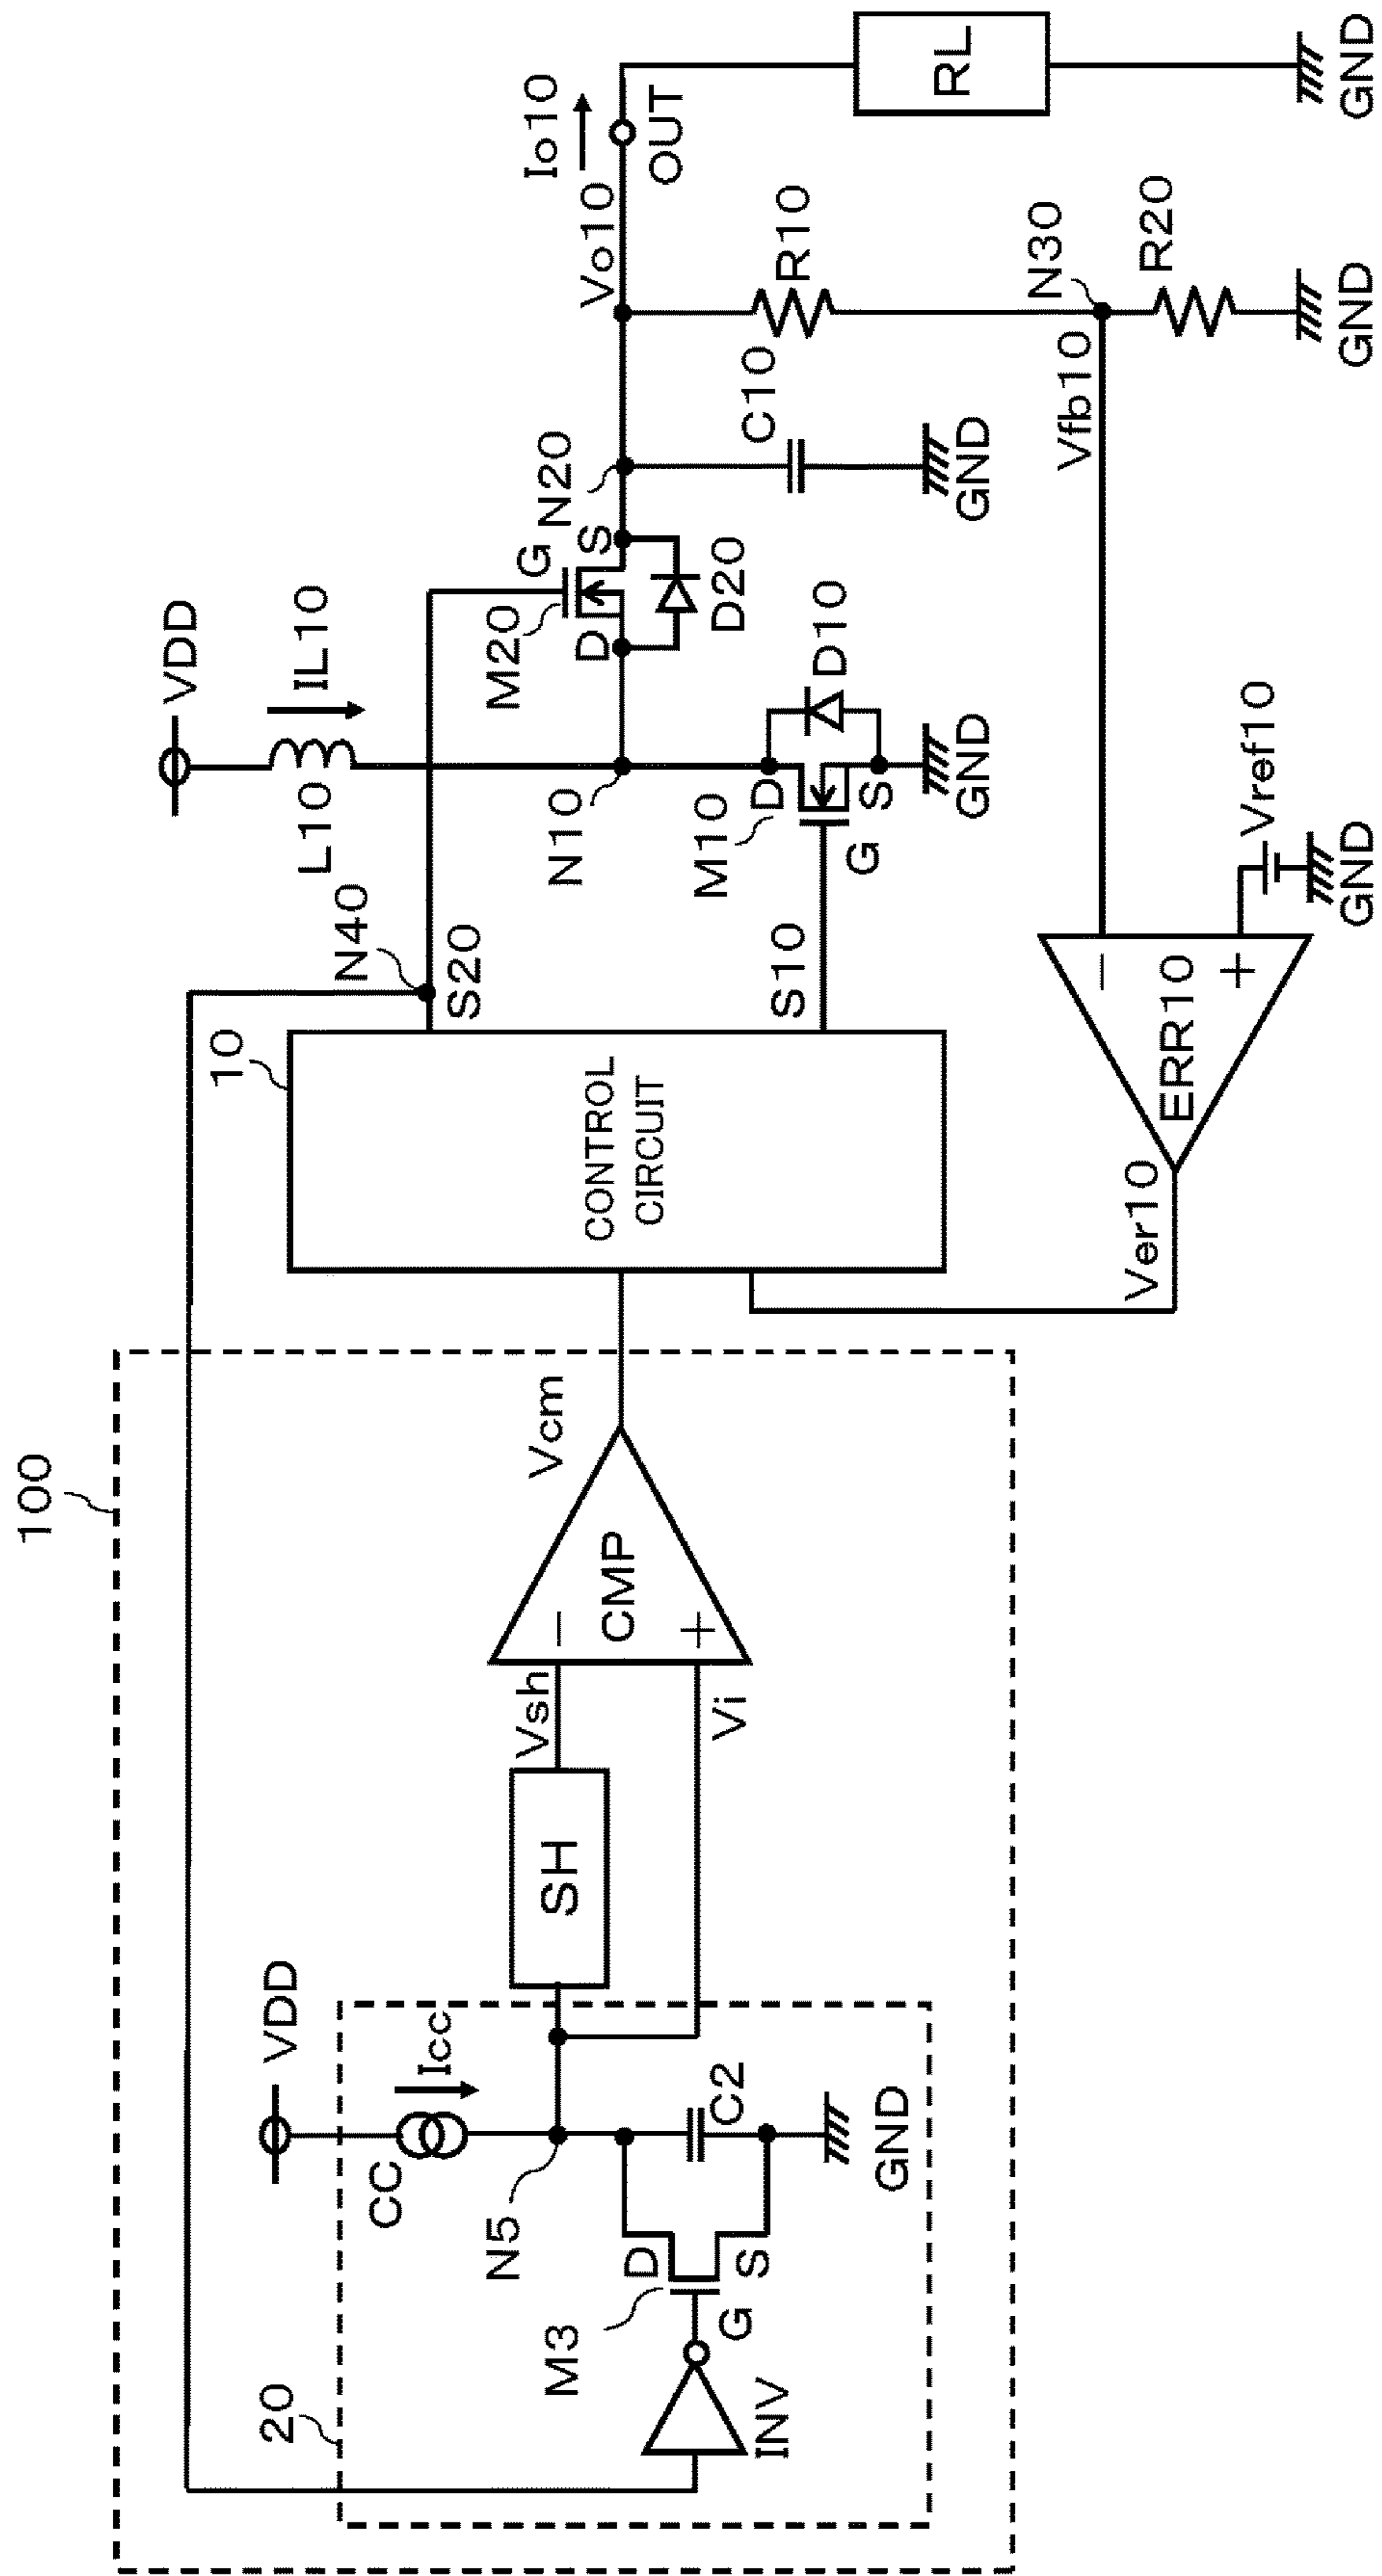 100
20
VDD
CC
Icc
N5
M3
D
G
S
INV
C2
GND
SH
Vsh
Vi
−
+
CMP
Vcm
10
CONTROL
CIRCUIT
N40
S20
S10
VDD
L10
IL10
N10
M10
D
G
S
D10
GND
M20
G
D
S
D20
N20
C10
GND
Vo10
Io10
OUT
R10
N30
R20
GND
RL
GND
Vfb10
Vref10
GND
−
+
ERR10
Ver10